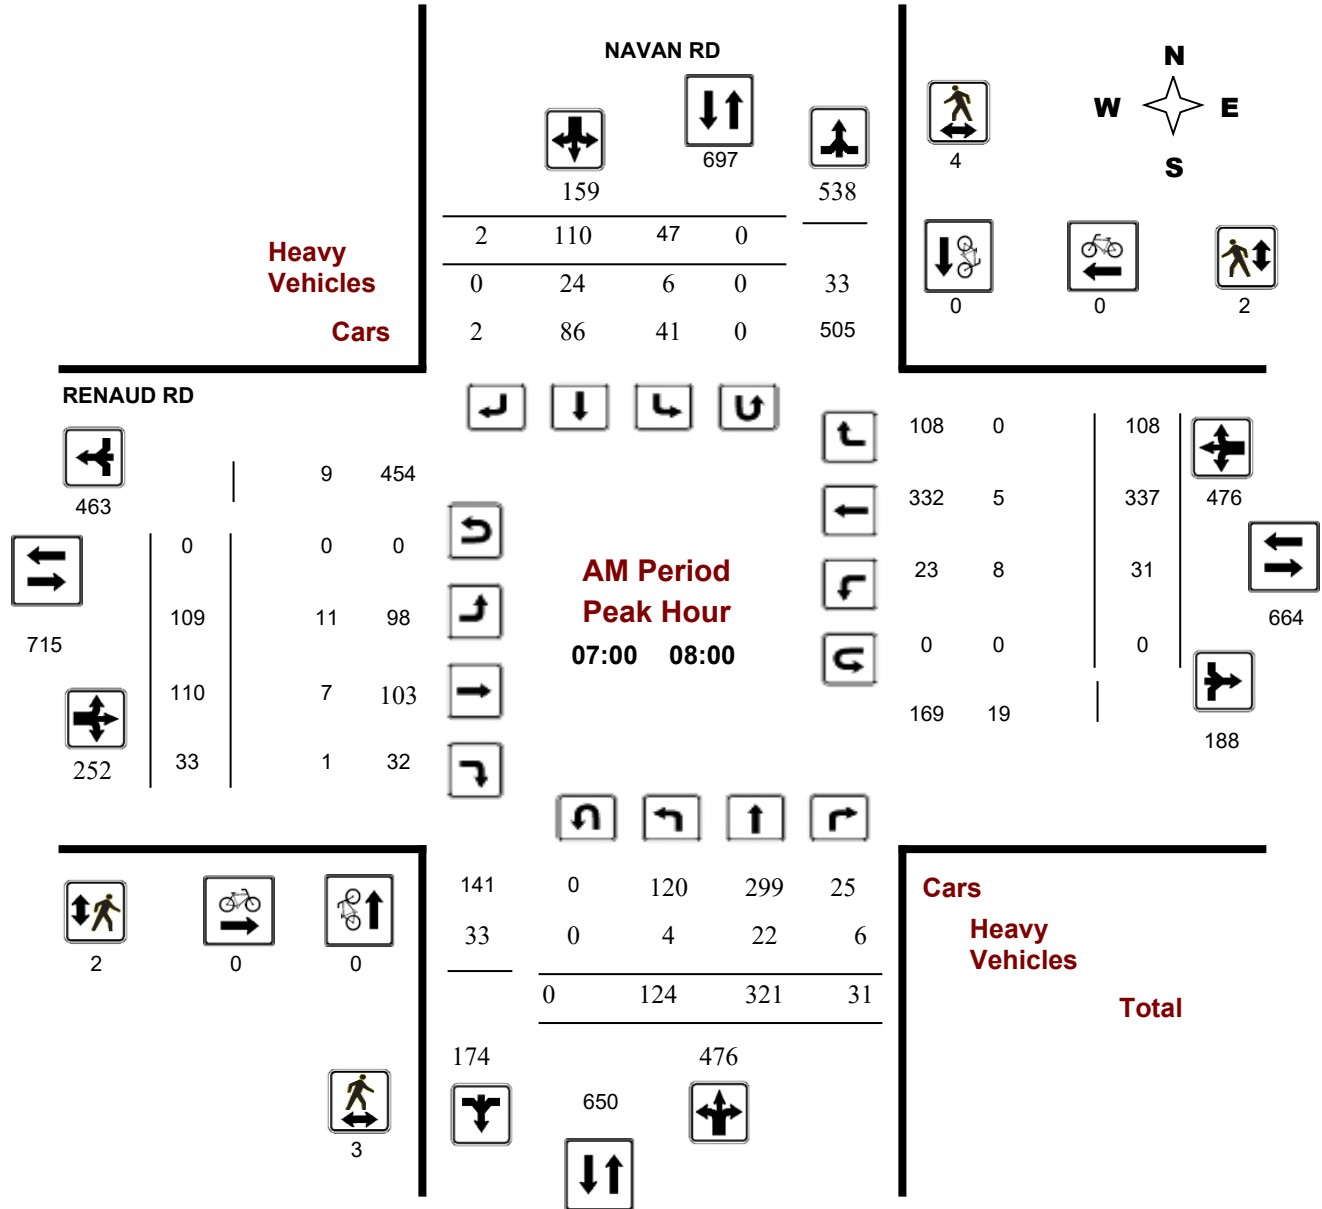 NAVAN RD
N
W E
S
697
4
159 538
2 110 47 0
Heavy
Vehicles
0 24 6 0 33
Cars
2 86 41 0 505
0 0 2
RENAUD RD
108 0 108
9 454
463
332 5 337 476
0 0 0
AM Period
23 8 31
109 11 98
Peak Hour
664
715
07:00 08:00
0 0 0
110 7 103
169 19
188
252 33 1 32
141 0 120 299 25
Cars
33 0 4 22 6
Heavy
Vehicles
2 0 0
0 124 321 31
Total
174 476
650
3